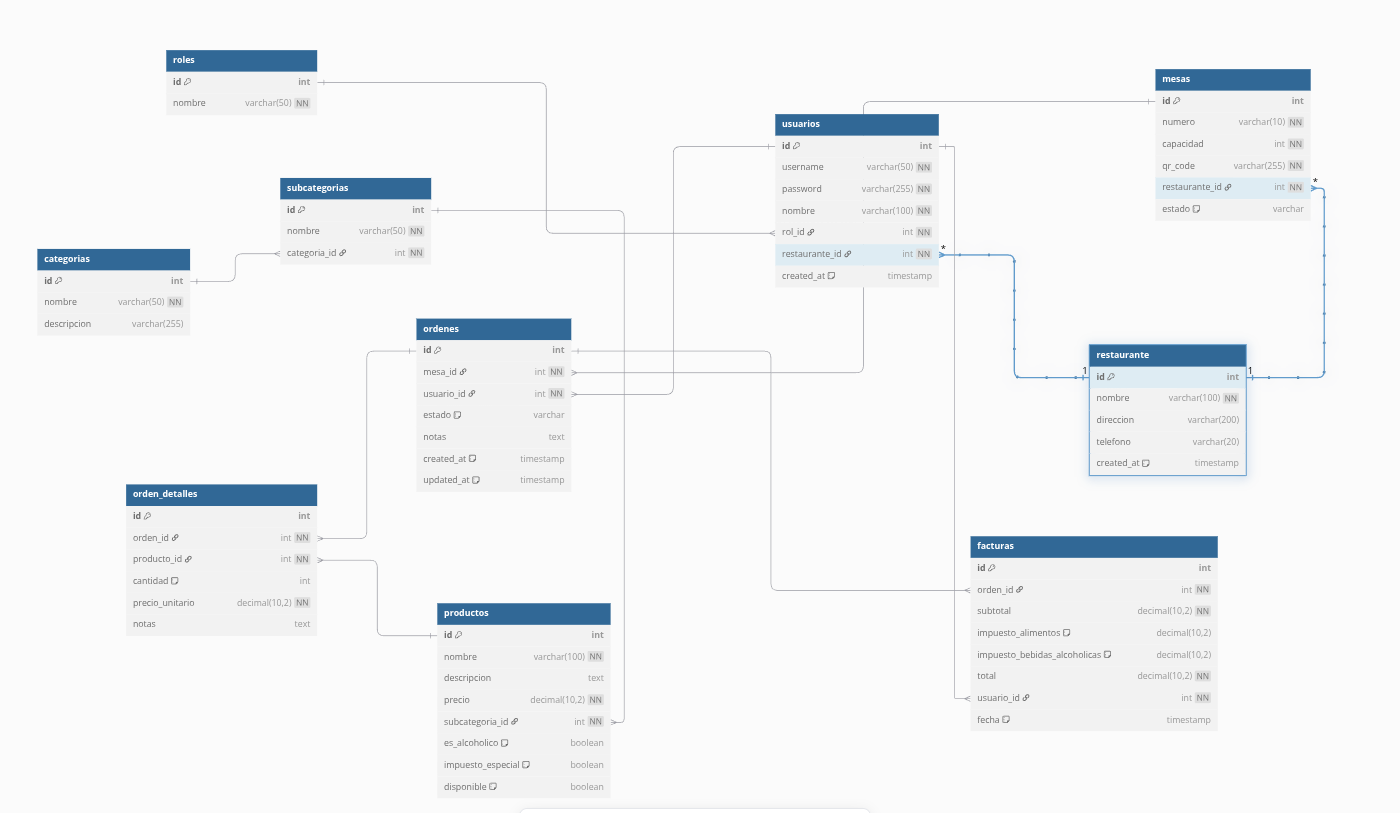 roles
id int
nombre varchar(50) NN
mesas
id int
numero varchar(10) NN
capacidad int NN
qr_code varchar(255) NN
restaurante_id int NN
estado varchar
*
usuarios
id int
username varchar(50) NN
password varchar(255) NN
nombre varchar(100) NN
rol_id int NN
restaurante_id int NN
created_at timestamp
*
subcategorias
id int
nombre varchar(50) NN
categoria_id int NN
categorias
id int
nombre varchar(50) NN
descripcion varchar(255)
ordenes
id int
mesa_id int NN
usuario_id int NN
estado varchar
notas text
created_at timestamp
updated_at timestamp
1
restaurante
id int
nombre varchar(100) NN
direccion varchar(200)
telefono varchar(20)
created_at timestamp
1
orden_detalles
id int
orden_id int NN
producto_id int NN
cantidad int
precio_unitario decimal(10,2) NN
notas text
facturas
id int
orden_id int NN
subtotal decimal(10,2) NN
impuesto_alimentos decimal(10,2)
impuesto_bebidas_alcoholicas decimal(10,2)
total decimal(10,2) NN
usuario_id int NN
fecha timestamp
productos
id int
nombre varchar(100) NN
descripcion text
precio decimal(10,2) NN
subcategoria_id int NN
es_alcoholico boolean
impuesto_especial boolean
disponible boolean